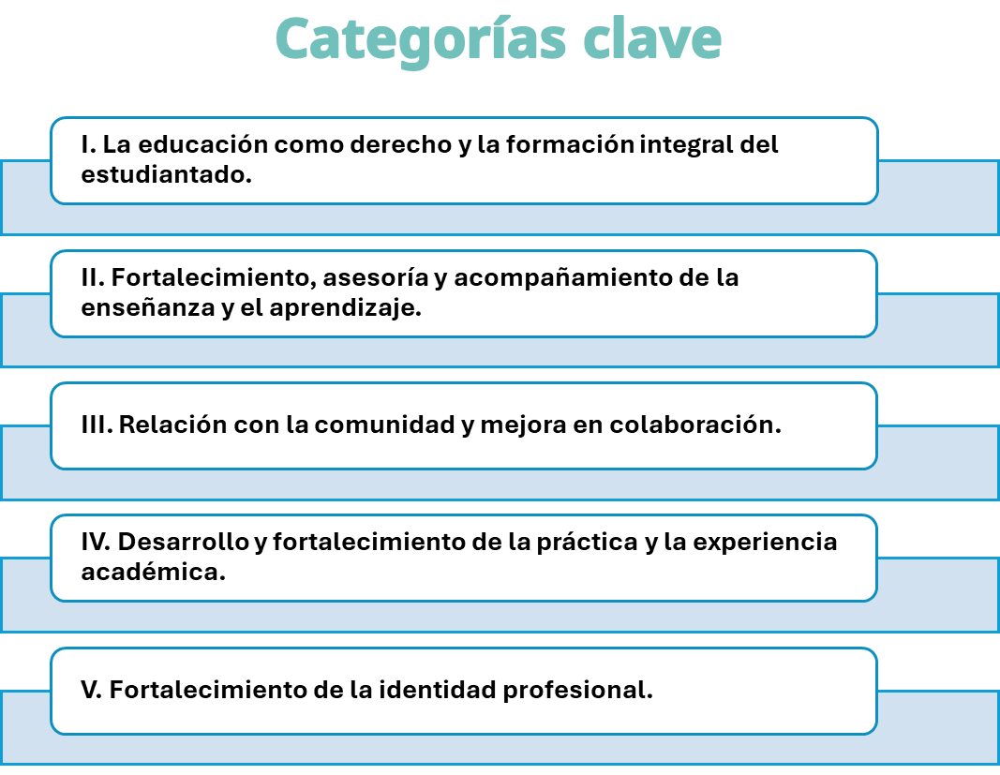 Categorías clave
I. La educación como derecho y la formación integral del
estudiantado.
II. Fortalecimiento, asesoría y acompañamiento de la
enseñanza y el aprendizaje.
III. Relación con la comunidad y mejora en colaboración.
IV. Desarrollo y fortalecimiento de la práctica y la experiencia
académica.
V. Fortalecimiento de la identidad profesional.